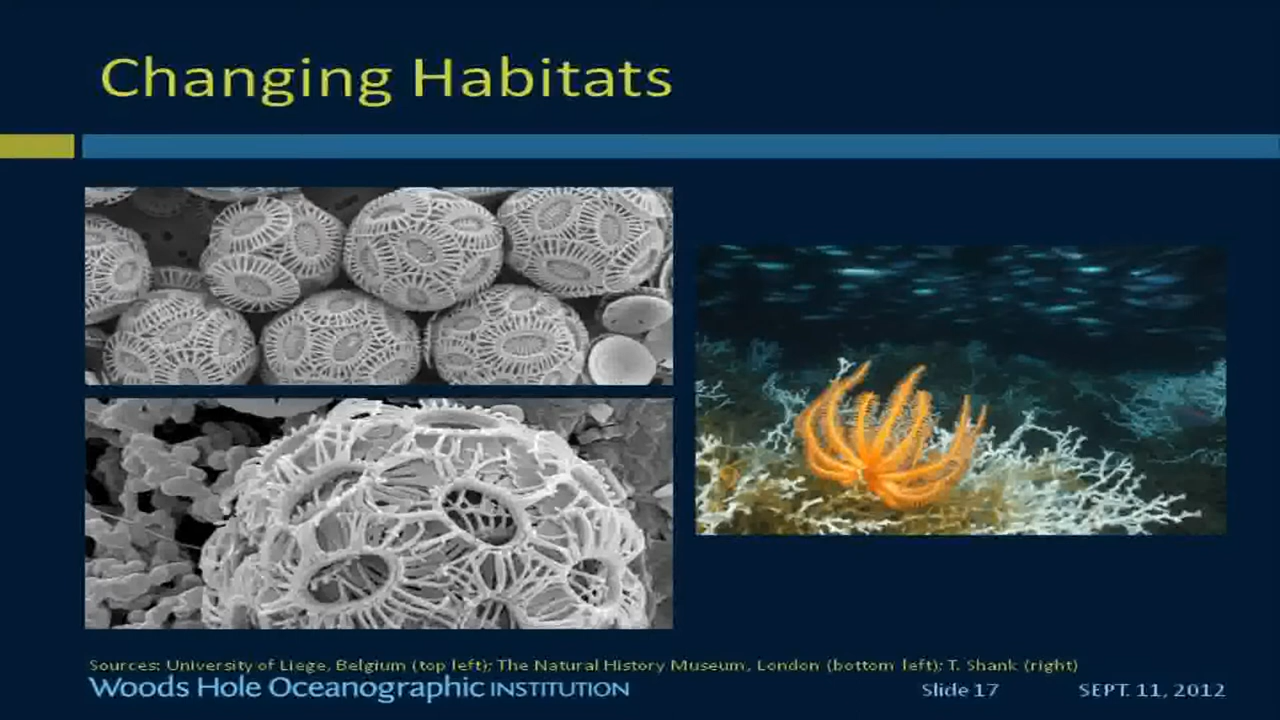 Changing Habitats
Sources: University of Liege, Belgium (top left); The Natural History Museum, London (bottom left); T. Shank (right)
Woods Hole Oceanographic INSTITUTION
Slide 17
SEPT. 11, 2012